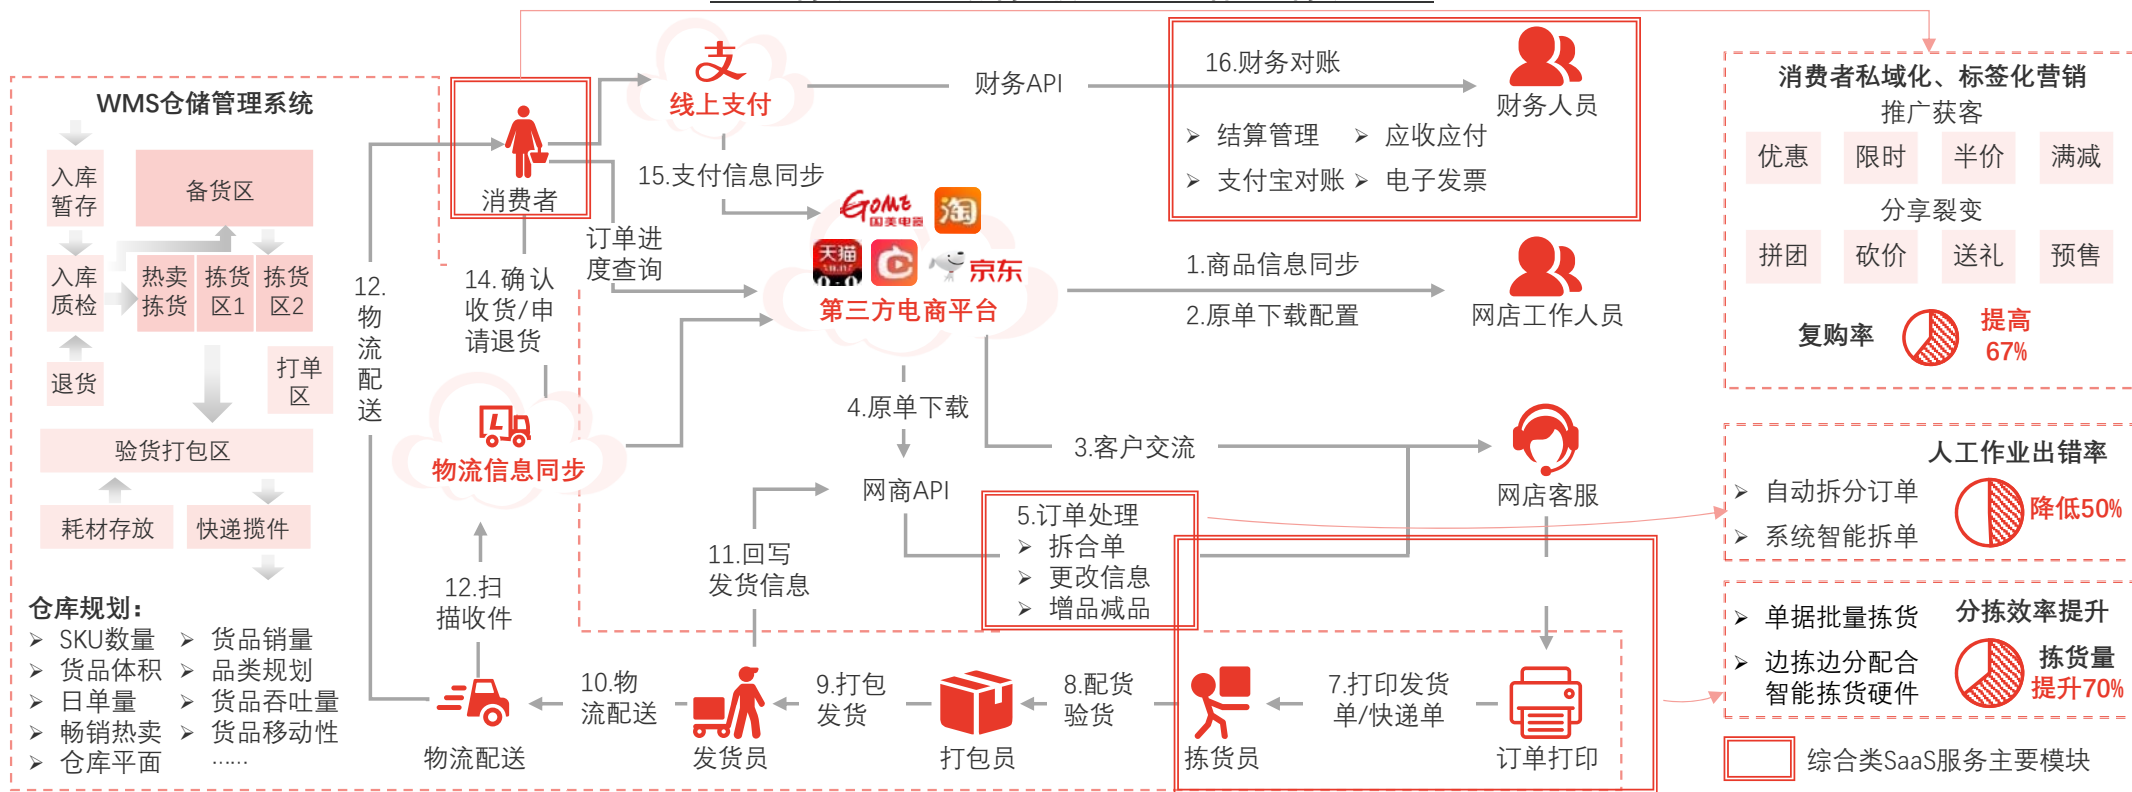 WMS仓储管理系统
入库
暂存
备货区
入库
质检
热卖
拣货
拣货
区1
拣货
区2
退货
打单
区
验货打包区
耗材存放
快递揽件
仓库规划：
SKU数量
货品销量
货品体积
品类规划
日单量
货品吞吐量
畅销热卖
货品移动性
仓库平面
……
12.
物
流
配
送
消费者
支
线上支付
财务API
16.财务对账
财务人员
结算管理
应收应付
支付宝对账
电子发票
15.支付信息同步
订单进
度查询
14.确认
收货/申
请退货
GOME
国美电器
淘
天猫
京东
第三方电商平台
1.商品信息同步
2.原单下载配置
网店工作人员
4.原单下载
3.客户交流
网店客服
L
物流信息同步
网商API
5.订单处理
拆合单
更改信息
增品减品
11.回写
发货信息
12.扫
描收件
物流配送
10.物
流配送
发货员
9.打包
发货
打包员
8.配货
验货
拣货员
7.打印发货
单/快递单
订单打印
消费者私域化、标签化营销
推广获客
优惠
限时
半价
满减
分享裂变
拼团
砍价
送礼
预售
复购率
提高
67%
人工作业出错率
自动拆分订单
系统智能拆单
降低50%
单据批量拣货
分拣效率提升
边拣边分配合
智能拣货硬件
拣货量
提升70%
综合类SaaS服务主要模块